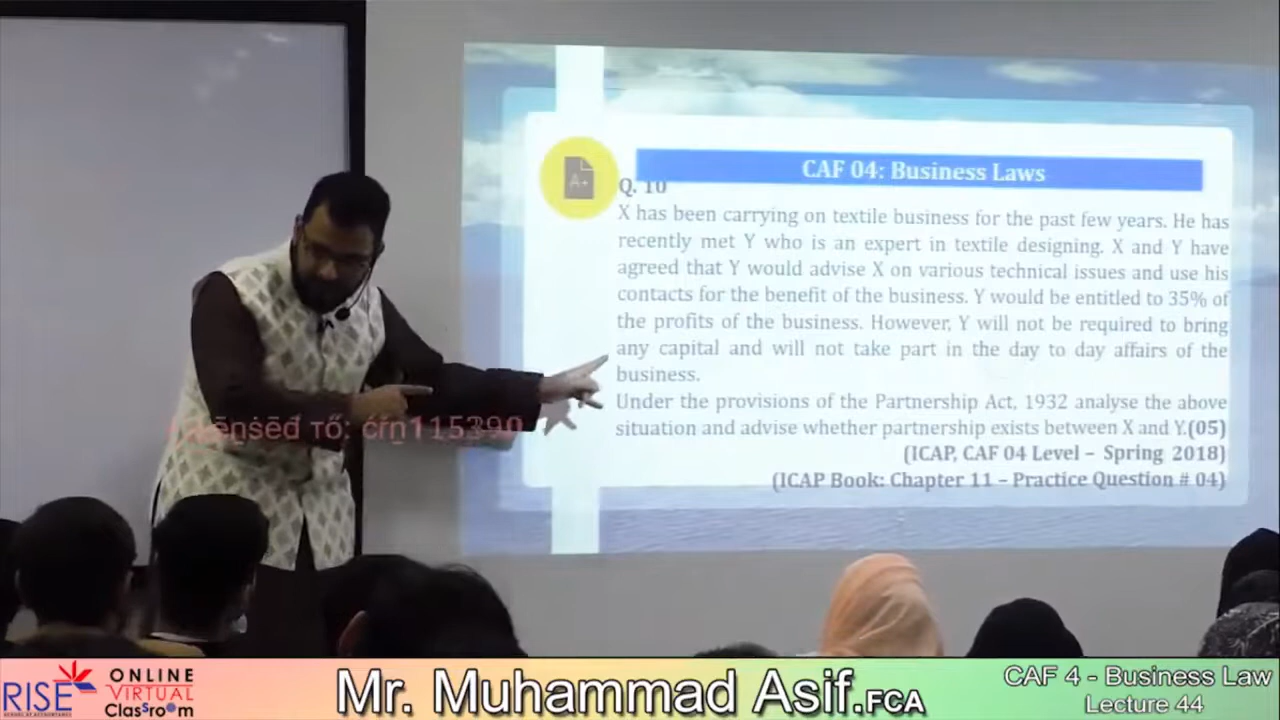 CAF 04: Business Laws
A+
Q. 10
X has been carrying on textile business for the past few years. He has
recently met Y who is an expert in textile designing. X and Y have
agreed that Y would advise X on various technical issues and use his
contacts for the benefit of the business. Y would be entitled to 35% of
the profits of the business. However, Y will not be required to bring
any capital and will not take part in the day to day affairs of the
business.
Under the provisions of the Partnership Act, 1932 analyse the above
situation and advise whether partnership exists between X and Y.(05)
(ICAP, CAF 04 Level – Spring 2018)
(ICAP Book: Chapter 11 – Practice Question # 04)
RISE
SCHOOL OF ACCOUNTANCY
ONLINE
VIRTUAL
ClasSroom
Mr. Muhammad Asif.FCA
CAF 4 - Business Law
Lecture 44